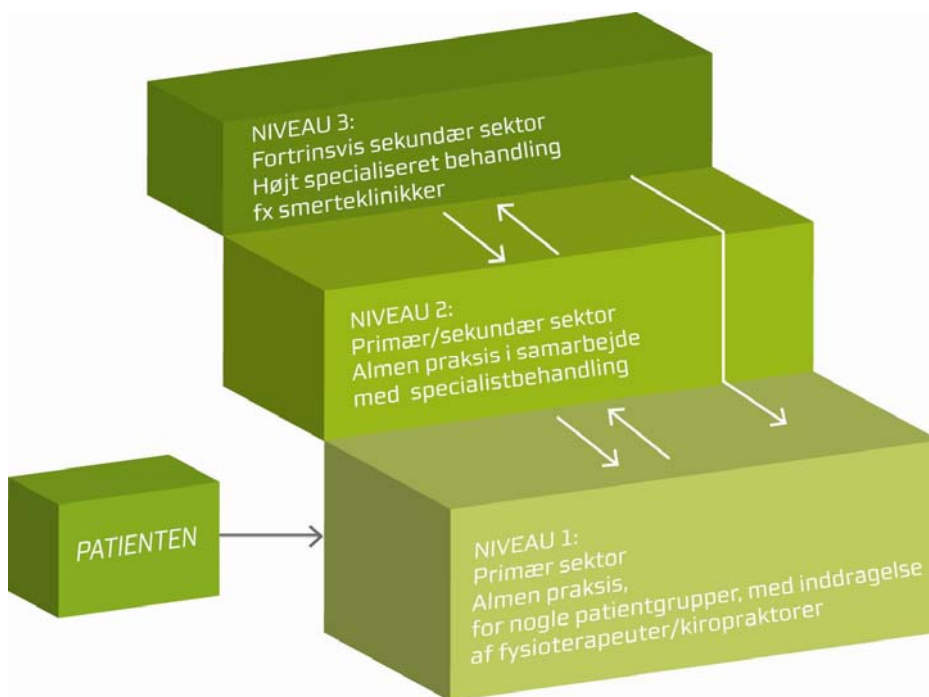 NIVEAU 3:
Fortrinsvis sekundær sektor
Højt specialiseret behandling
fx smerteklinikker
NIVEAU 2:
Primær/sekundær sektor
Almen praksis i samarbejde
med specialistbehandling
PATIENTEN
NIVEAU 1:
Primær sektor
Almen praksis,
for nogle patientgrupper, med inddragelse
af fysioterapeuter/kiropraktorer